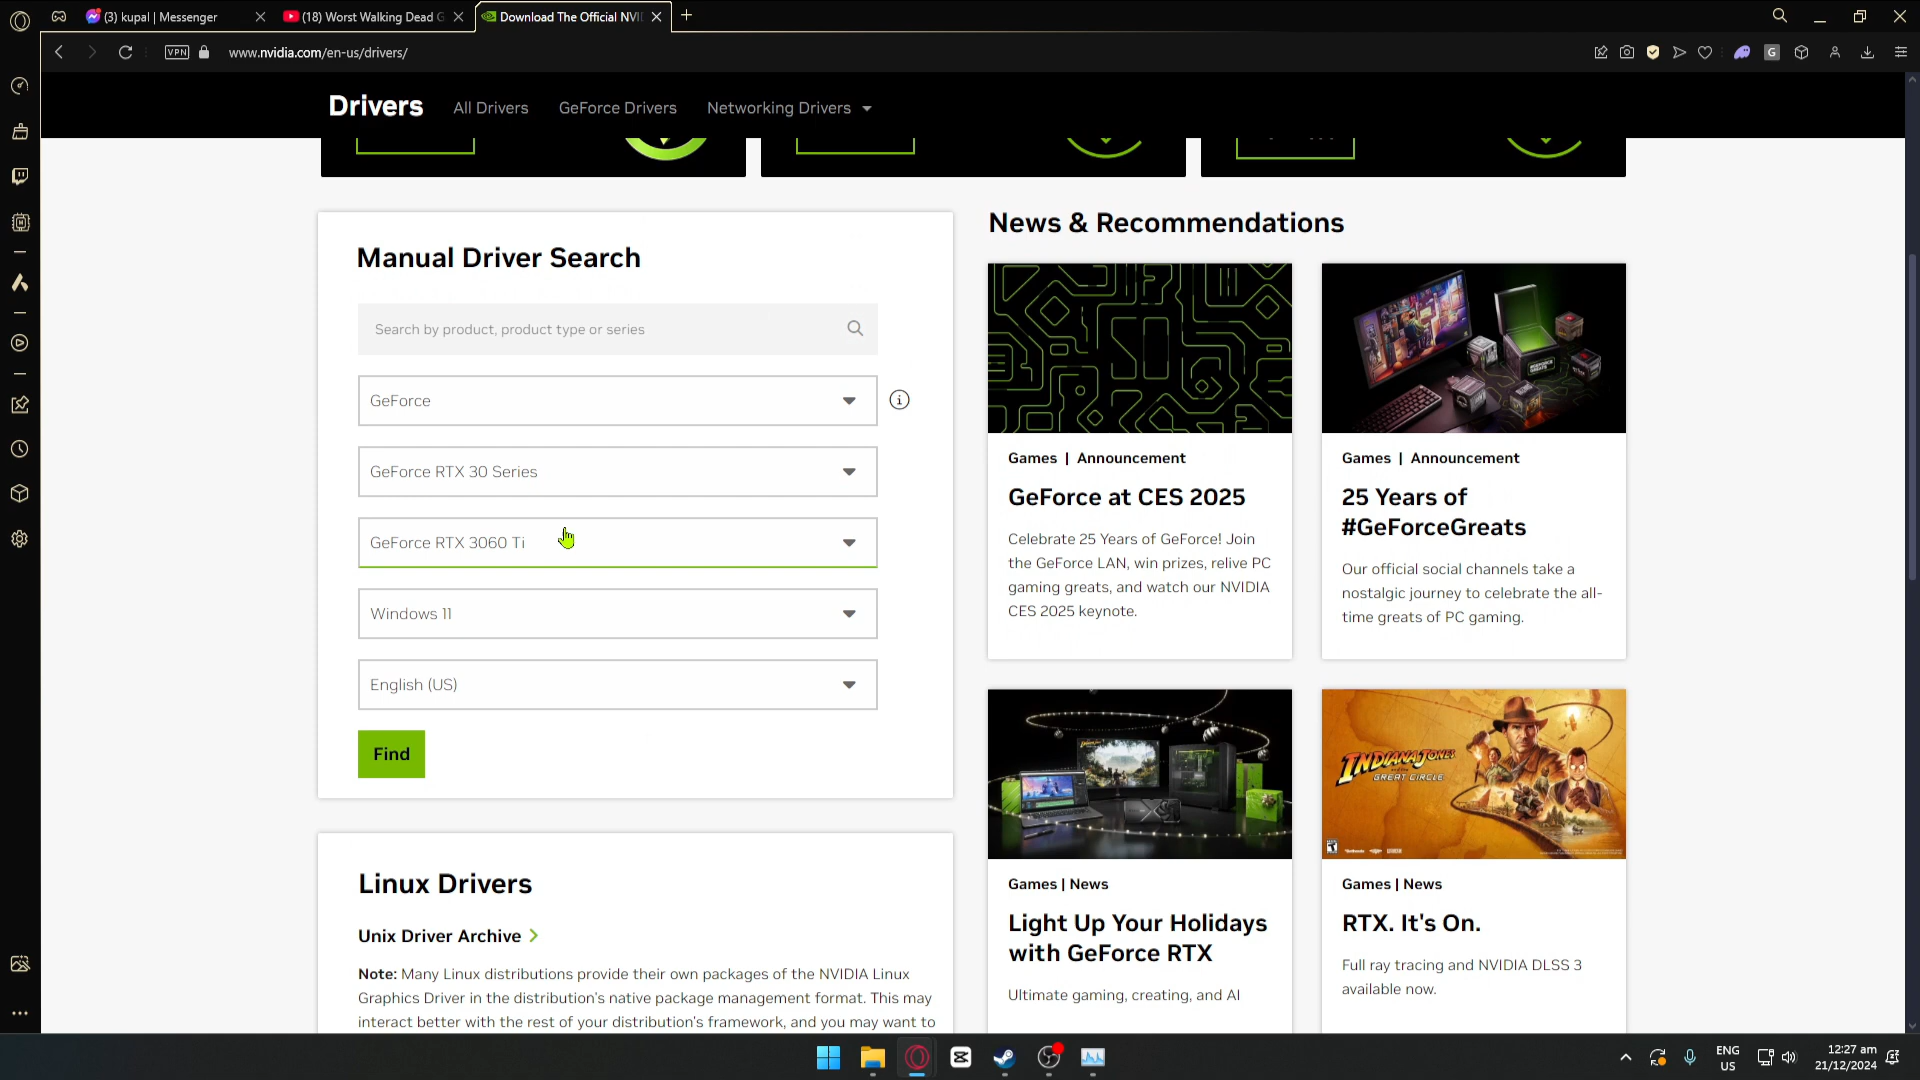 (3) kupal | Messenger
(18) Worst Walking Dead G
Download The Official NVI
VPN
www.nvidia.com/en-us/drivers/
G
Drivers
All Drivers
GeForce Drivers
Networking Drivers
Manual Driver Search
Search by product, product type or series
GeForce
GeForce RTX 30 Series
GeForce RTX 3060 Ti
Windows 11
English (US)
Find
Linux Drivers
Unix Driver Archive
Note: Many Linux distributions provide their own packages of the NVIDIA Linux
Graphics Driver in the distribution's native package management format. This may
interact better with the rest of your distribution's framework, and you may want to
News & Recommendations
Games | Announcement
GeForce at CES 2025
Celebrate 25 Years of GeForce! Join
the GeForce LAN, win prizes, relive PC
gaming greats, and watch our NVIDIA
CES 2025 keynote.
Games | Announcement
25 Years of
#GeForceGreats
Our official social channels take a
nostalgic journey to celebrate the all-
time greats of PC gaming.
Games | News
Light Up Your Holidays
with GeForce RTX
Ultimate gaming, creating, and AI
INDIANA JONES
AND THE
GREAT CIRCLE
Games | News
RTX. It's On.
Full ray tracing and NVIDIA DLSS 3
available now.
ENG
US
12:27 am
21/12/2024